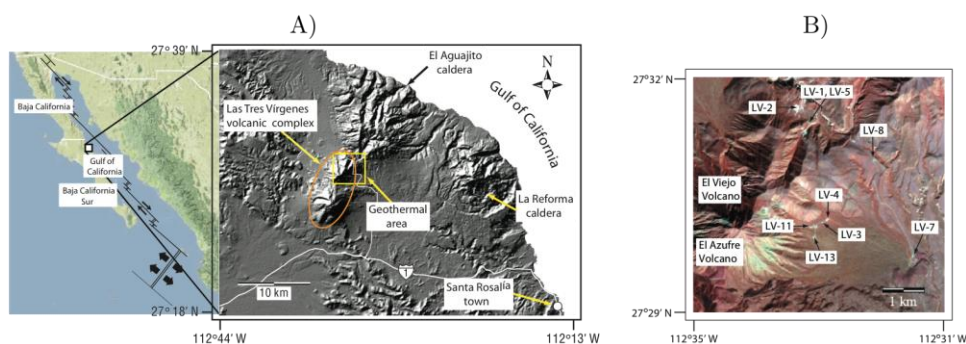 A)
B)
27° 39' N
El Aguajito
caldera
N
Gulf of California
Las Tres Vírgenes
volcanic complex
Baja California
Gulf of
California
Baja California
Sur
Geothermal
area
La Reforma
caldera
1
10 km
Santa Rosalía
town
27° 18' N
112°44' W
112°13' W
27°32' N
LV-1, LV-5
LV-2
LV-8
El Viejo
Volcano
LV-4
LV-11
LV-3
LV-7
El Azufre
Volcano
LV-13
1 km
27°29' N
112°35' W
112°31' W